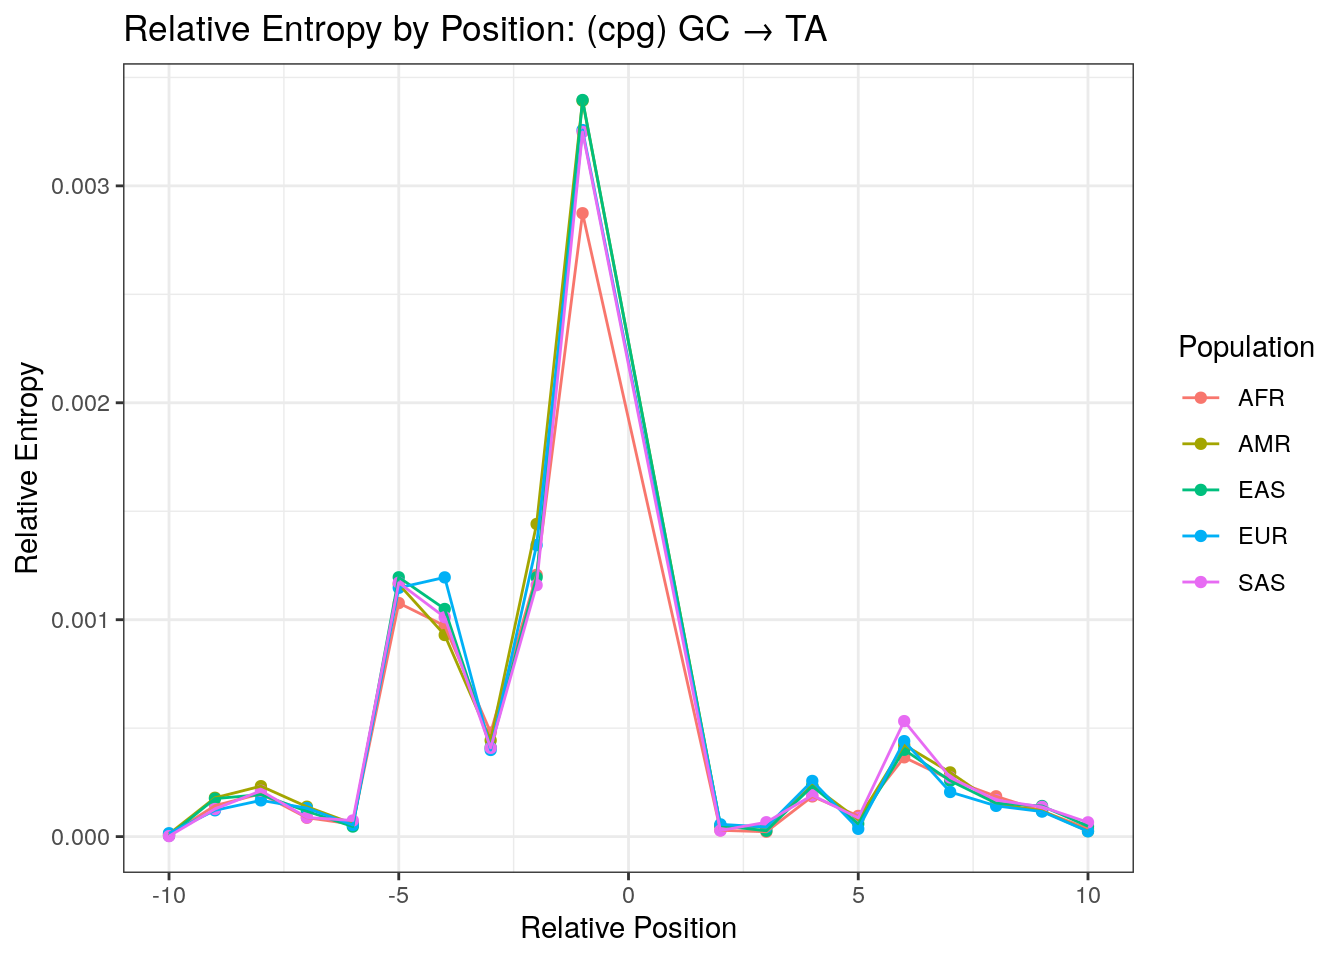 Relative Entropy by Position: (cpg) GC → TA
Relative Entropy
0.003
0.002
0.001
0.000
-10
-5
0
5
10
Relative Position
Population
AFR
AMR
EAS
EUR
SAS